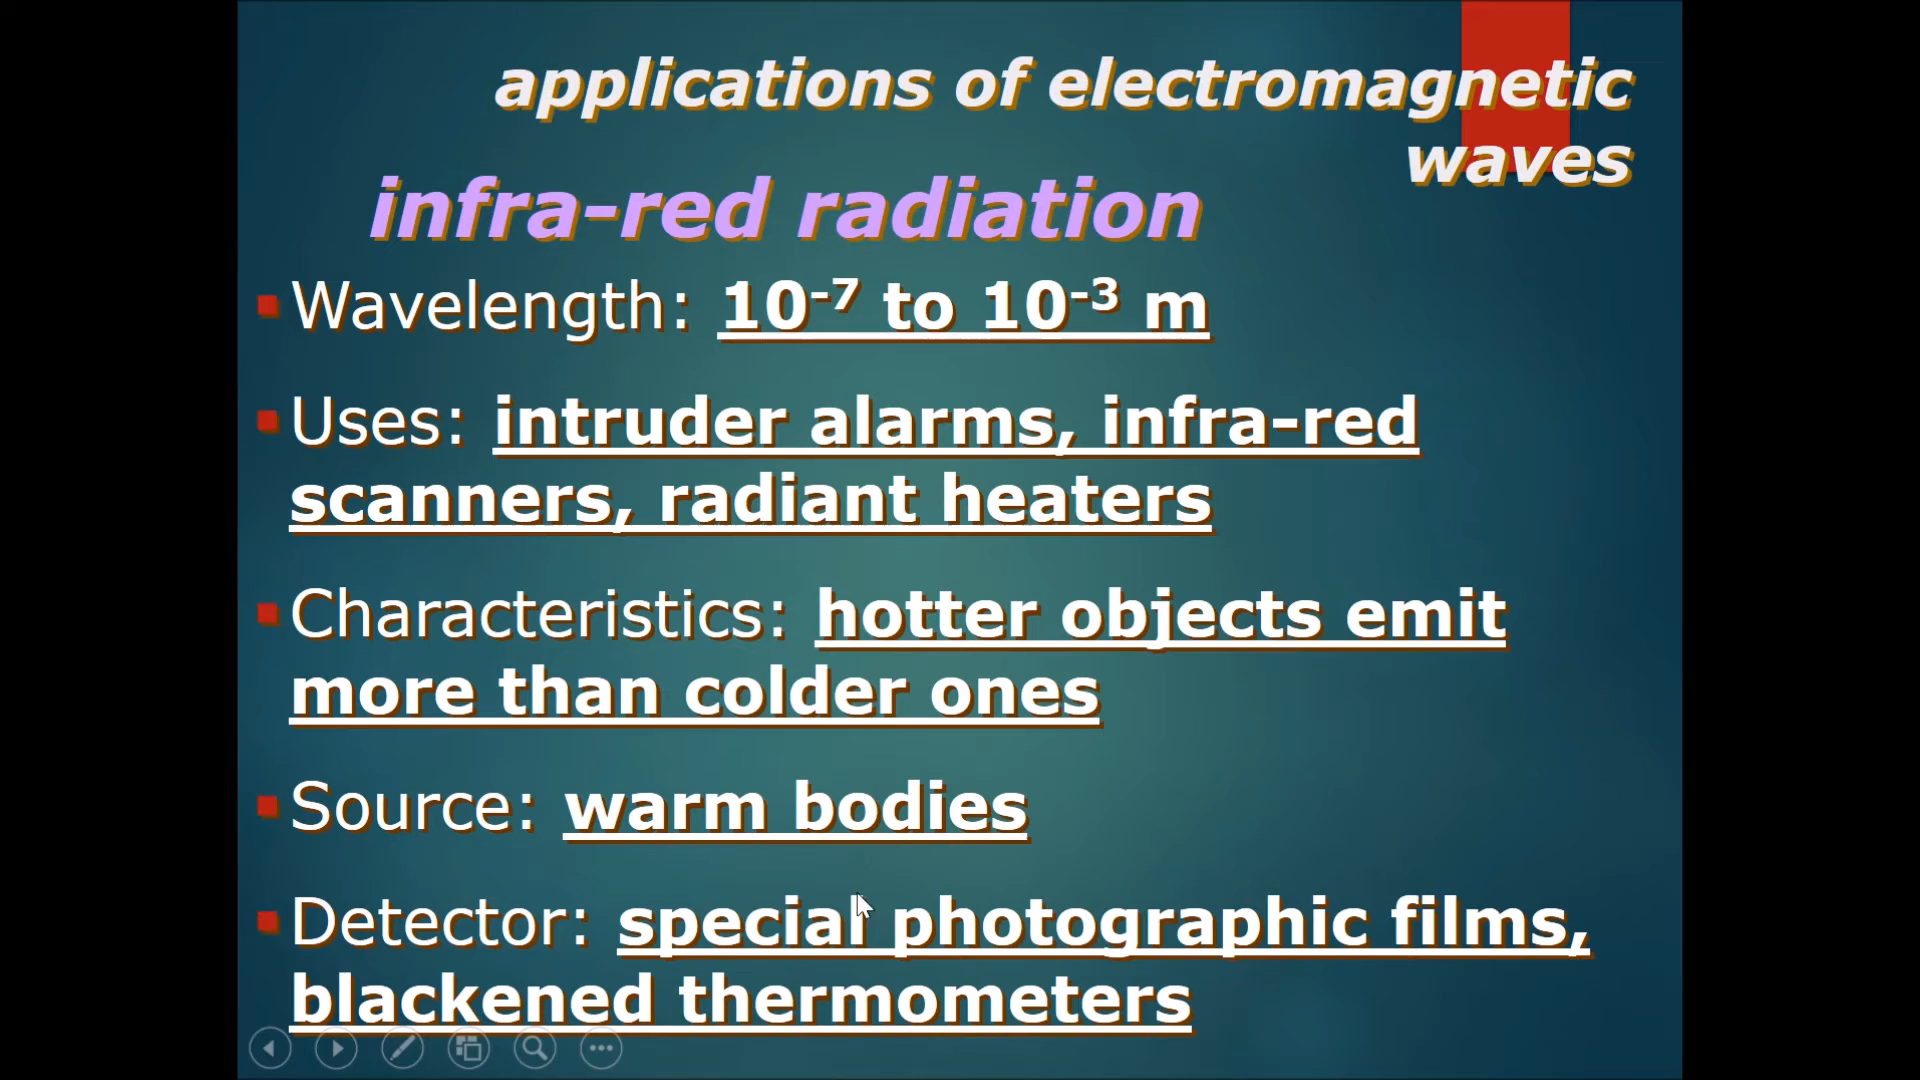 applications of electromagnetic
waves
infra-red radiation
Wavelength: 10⁻⁷ to 10⁻³ m
Uses: intruder alarms, infra-red
scanners, radiant heaters
Characteristics: hotter objects emit
more than colder ones
Source: warm bodies
Detector: special photographic films,
blackened thermometers